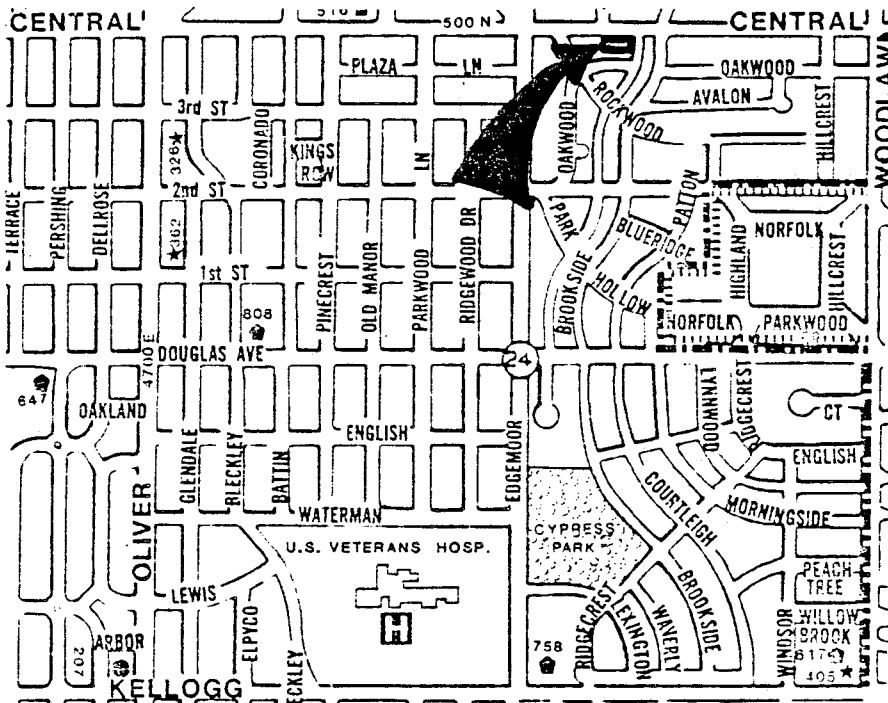 CENTRAL
500 N
CENTRAL
PLAZA LN
OAKWOOD
AVALON
ROCKWOOD
OAKWOOD
HILLCREST
WOODLAWN
3rd ST
326
CORONADO
KINGS ROW
LN
2nd ST
TERRACE
PERSHING
DELLROSE
362
PARK
PATTON
BLUERIDGE
NORFOLK
HIGHLAND
HILLCREST
1st ST
PINECREST
OLD MANOR
PARKWOOD
RIDGEWOOD DR
BROOKSIDE
HOLLOW
808
NORFOLK
PARKWOOD
4700 E
DOUGLAS AVE
24
647
OAKLAND
LYNNWOOD
RIDGECREST
CT
GLENDALE
BLECKLEY
BATTIN
ENGLISH
EDGEMOOR
ENGLISH
COURTLEIGH
MORNINGSIDE
OLIVER
WATERMAN
U.S. VETERANS HOSP.
CYPRESS
PARK
LEWIS
H
PEACH
TREE
ARBOR
207
ELPYCO
ECKLEY
758
RIDGECREST
LEXINGTON
WAVERLY
BROOKSIDE
WINDSOR
WILLOW
BROOK
617
405
KELLOGG